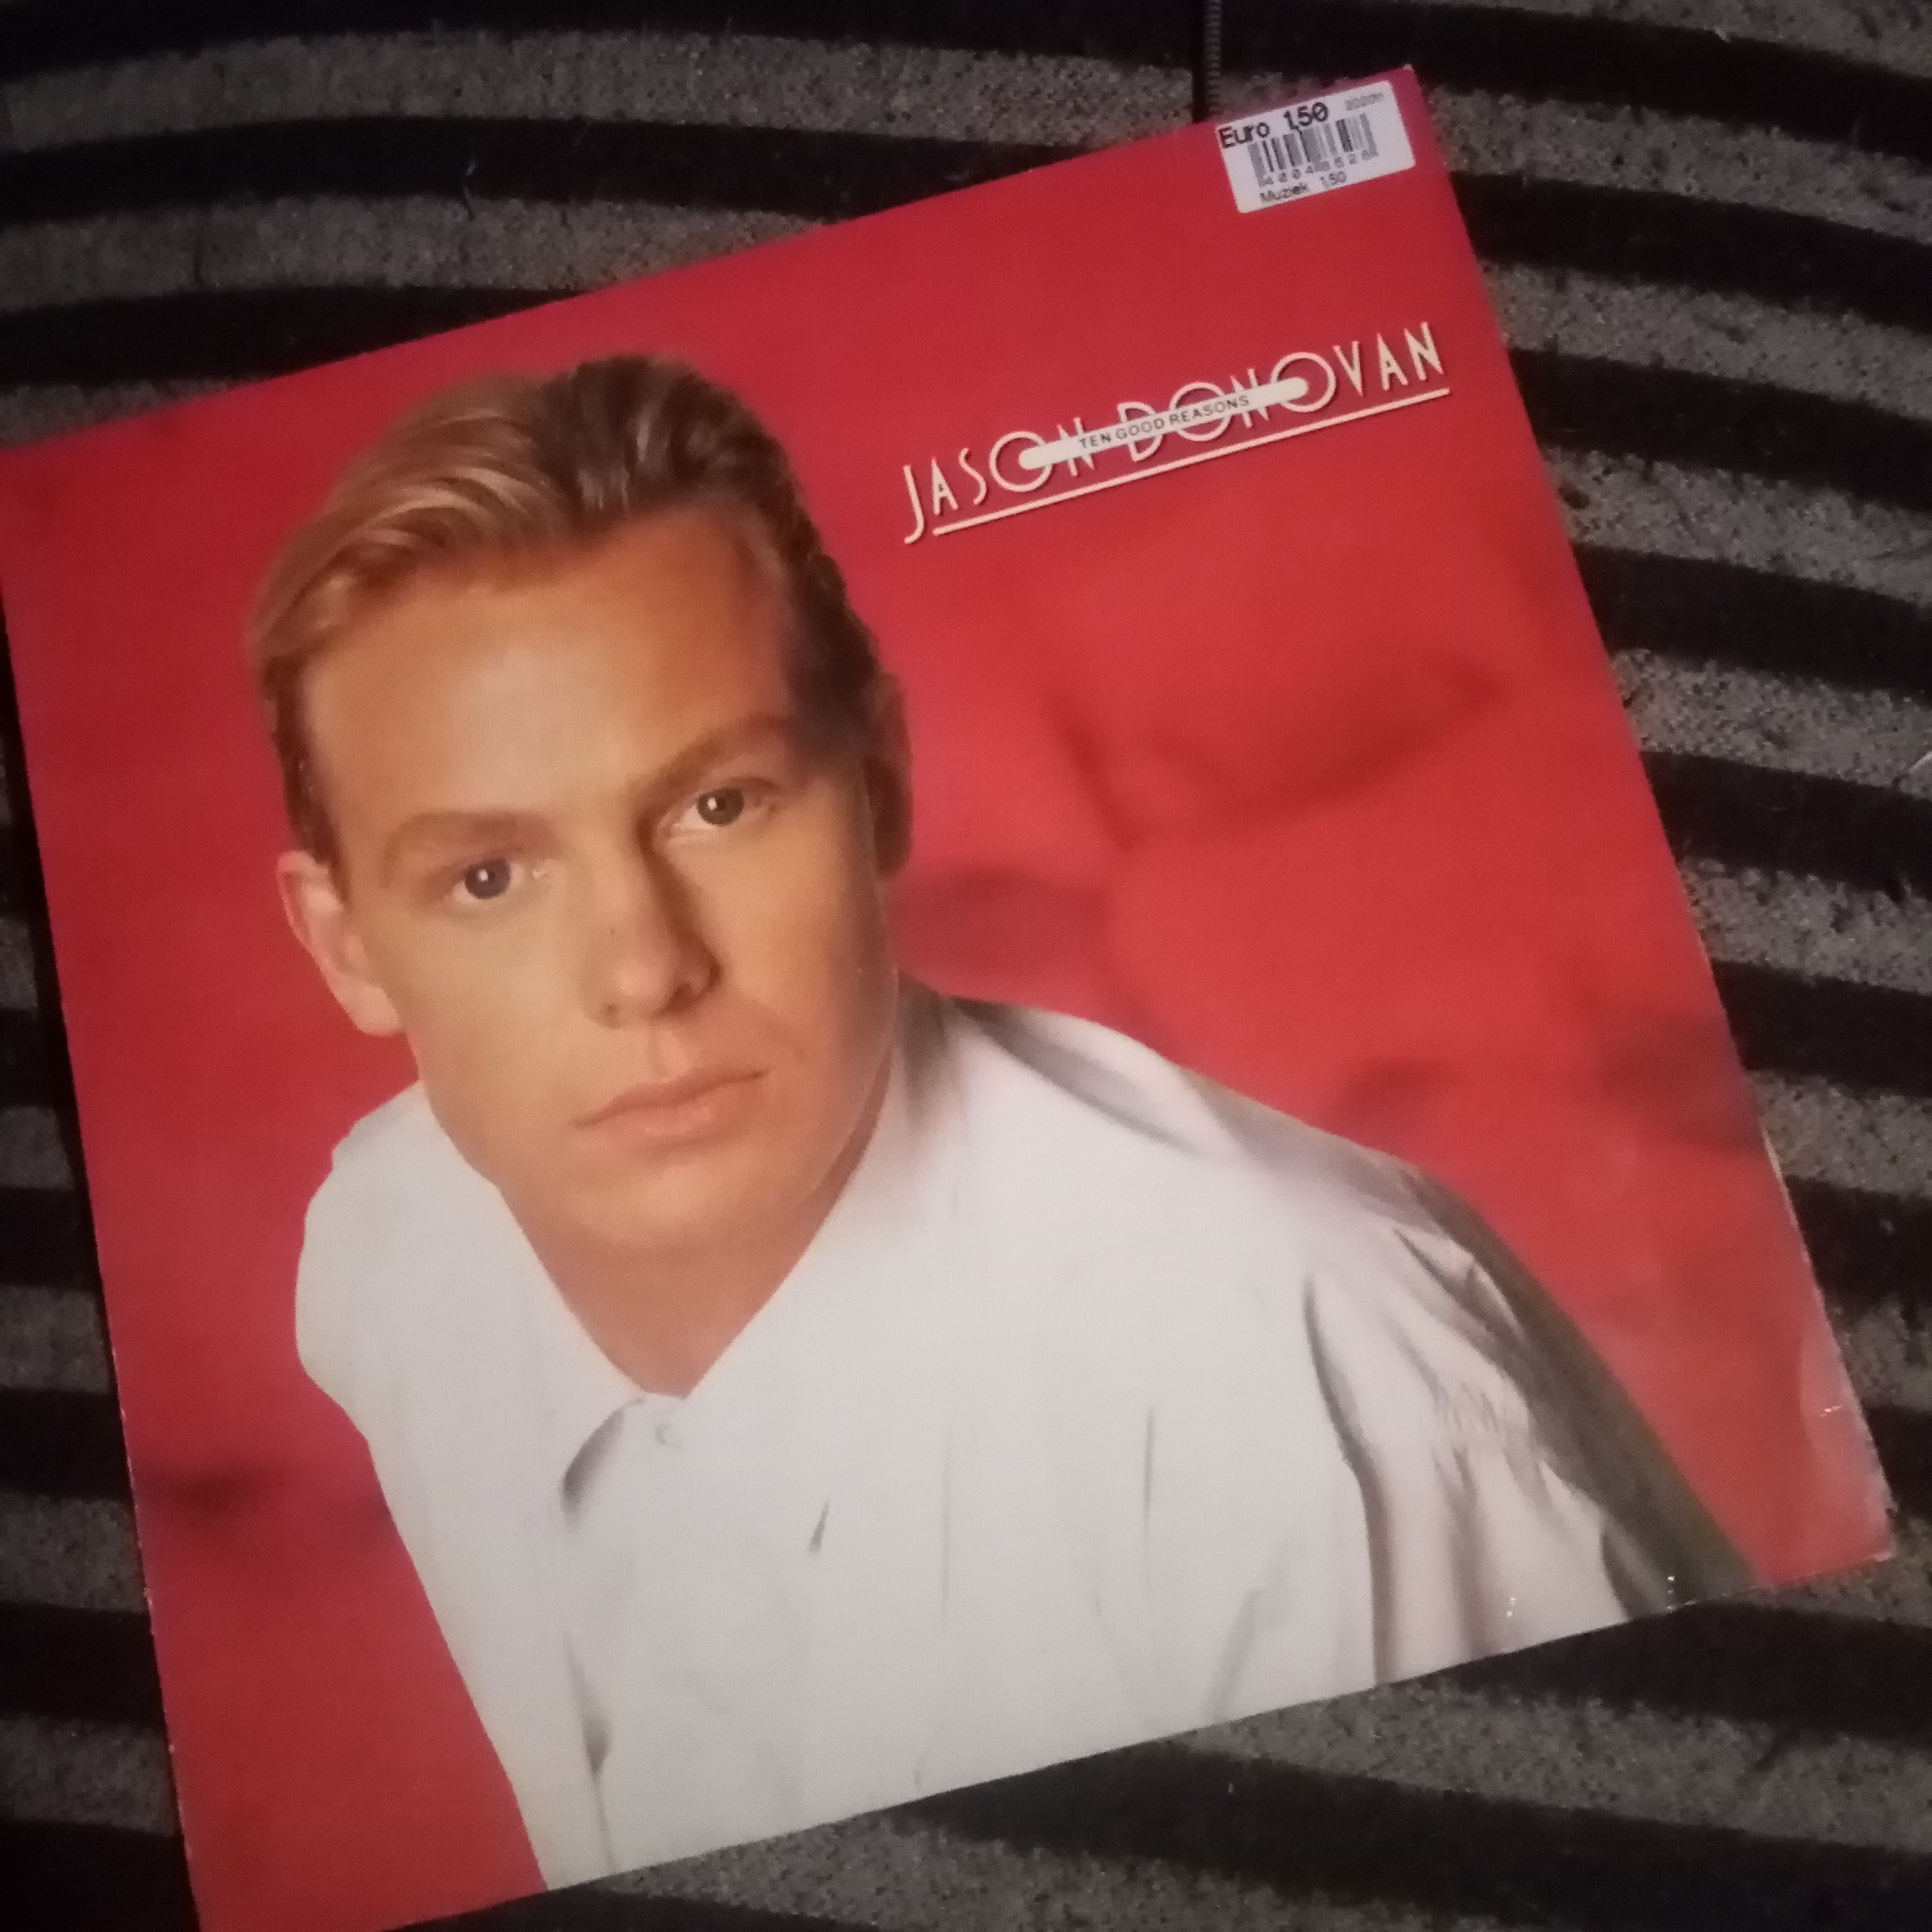 Euro 1,50
Muziek 1,50
JASON DONOVAN
TEN GOOD REASONS